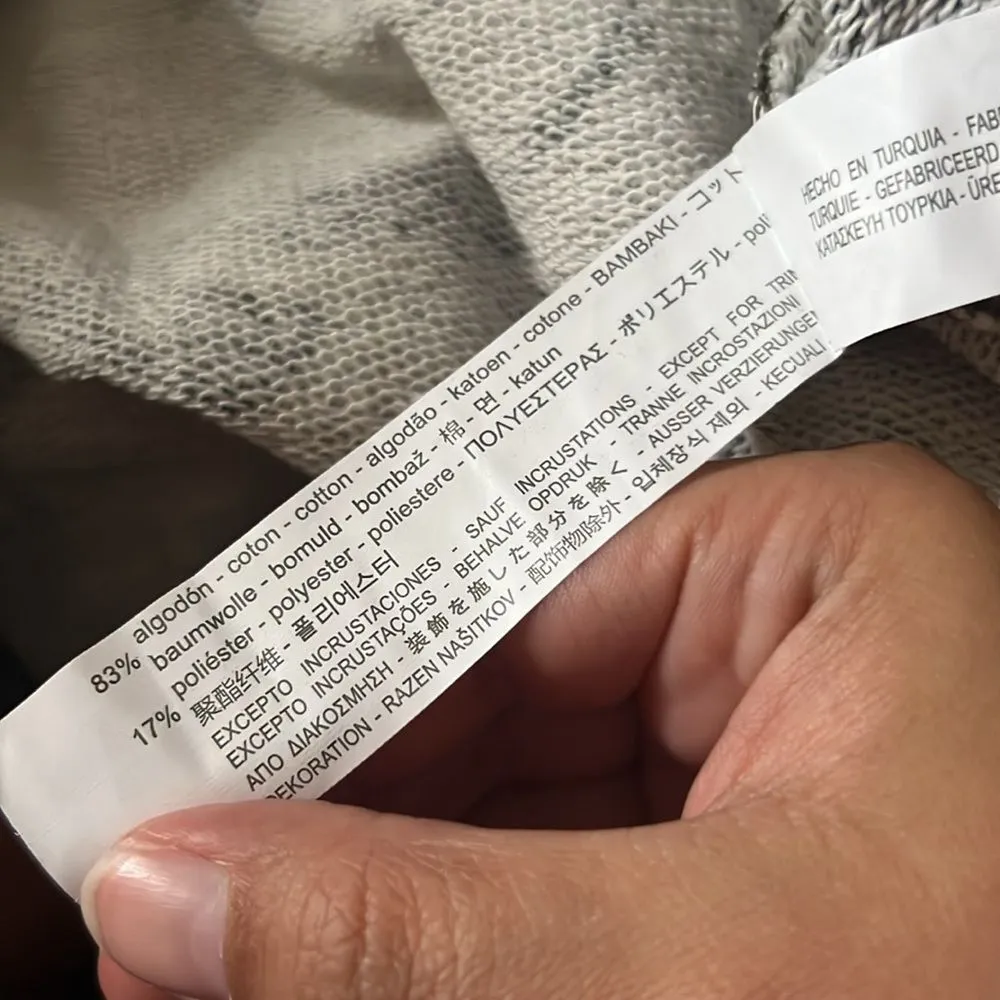 83% algodón - coton - cotton - algodão - katoen - cotone - BAMBAKI - コット
baumwolle - bomuld - bombaž - 棉 - 면 - katun
17% poliéster - polyester - poliestere - ΠΟΛΥΕΣΤΕΡΑΣ - ポリエステル - poli
聚酯纤维 - 폴리에스터
EXCEPTO INCRUSTACIONES - SAUF INCRUSTATIONS - EXCEPT FOR TRIM
EXCEPTO INCRUSTAÇÕES - BEHALVE OPDRUK - TRANNE INCROSTAZIONI
ΑΠΟ ΔΙΑΚΟΣΜΗΣΗ - 装飾を施した部分を除く - AUSSER VERZIERUNGEN
DEKORATION - RAZEN NAŠITKOV - 配饰物除外 - 입체장식 제외 - KECUALI
HECHO EN TURQUIA - FAB
TURQUIE - GEFABRICEERD
ΚΑΤΑΣΚΕΥΗ ΤΟΥΡΚΙΑ - ÜRE